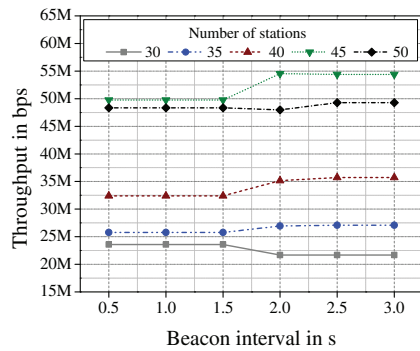 65M
60M
55M
50M
45M
40M
35M
30M
25M
20M
15M
Throughput in bps
Number of stations
30 35 40 45 50
0.5 1.0 1.5 2.0 2.5 3.0
Beacon interval in s